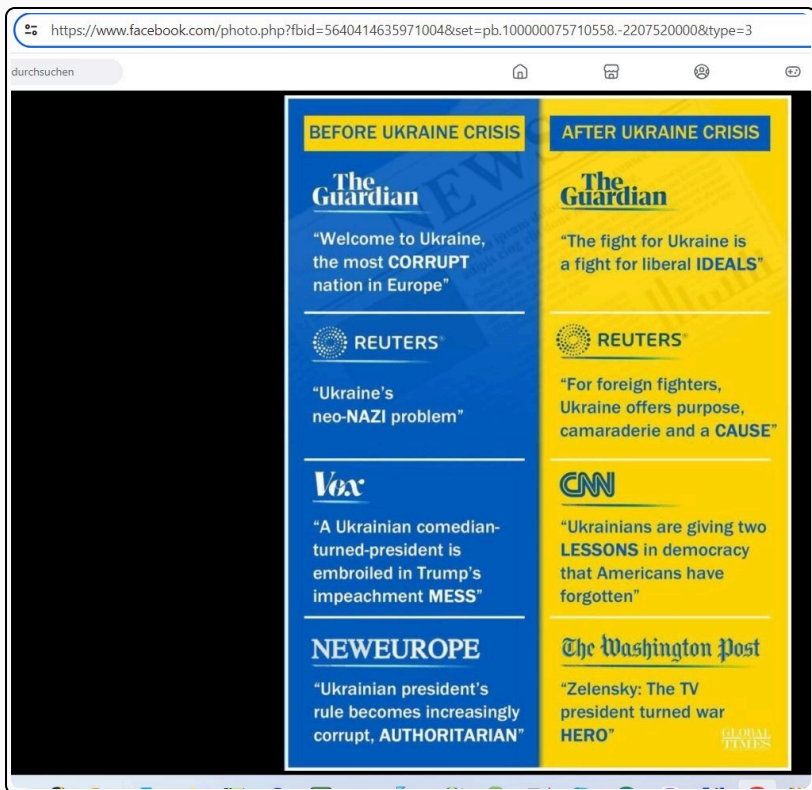 https://www.facebook.com/photo.php?fbid=5640414635971004&set=pb.100000075710558.-2207520000&type=3
durchsuchen
BEFORE UKRAINE CRISIS
The
Guardian
“Welcome to Ukraine,
the most CORRUPT
nation in Europe”
REUTERS
“Ukraine’s
neo-NAZI problem”
Vox
“A Ukrainian comedian-
turned-president is
embroiled in Trump’s
impeachment MESS”
NEWEUROPE
“Ukrainian president’s
rule becomes increasingly
corrupt, AUTHORITARIAN”
AFTER UKRAINE CRISIS
The
Guardian
“The fight for Ukraine is
a fight for liberal IDEALS”
REUTERS
“For foreign fighters,
Ukraine offers purpose,
camaraderie and a CAUSE”
CNN
“Ukrainians are giving two
LESSONS in democracy
that Americans have
forgotten”
The Washington Post
“Zelensky: The TV
president turned war
HERO”
GLOBAL
TIMES
NEWS